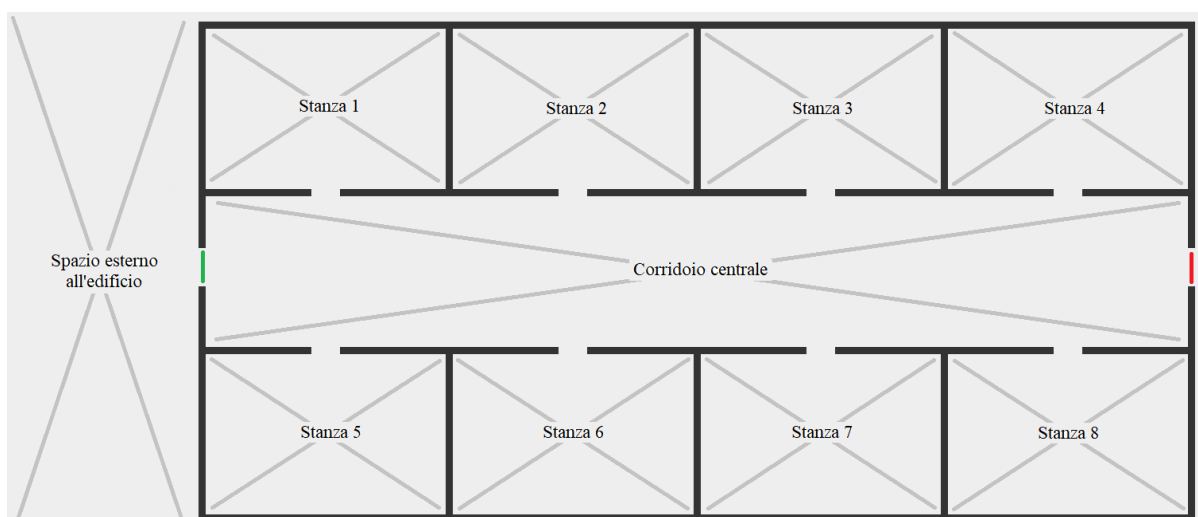 Stanza 1
Stanza 2
Stanza 3
Stanza 4
Spazio esterno
all'edificio
Corridoio centrale
Stanza 5
Stanza 6
Stanza 7
Stanza 8